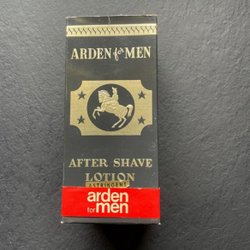 ARDEN for MEN
AFTER SHAVE
LOTION
ASTRINGENT
arden
for men